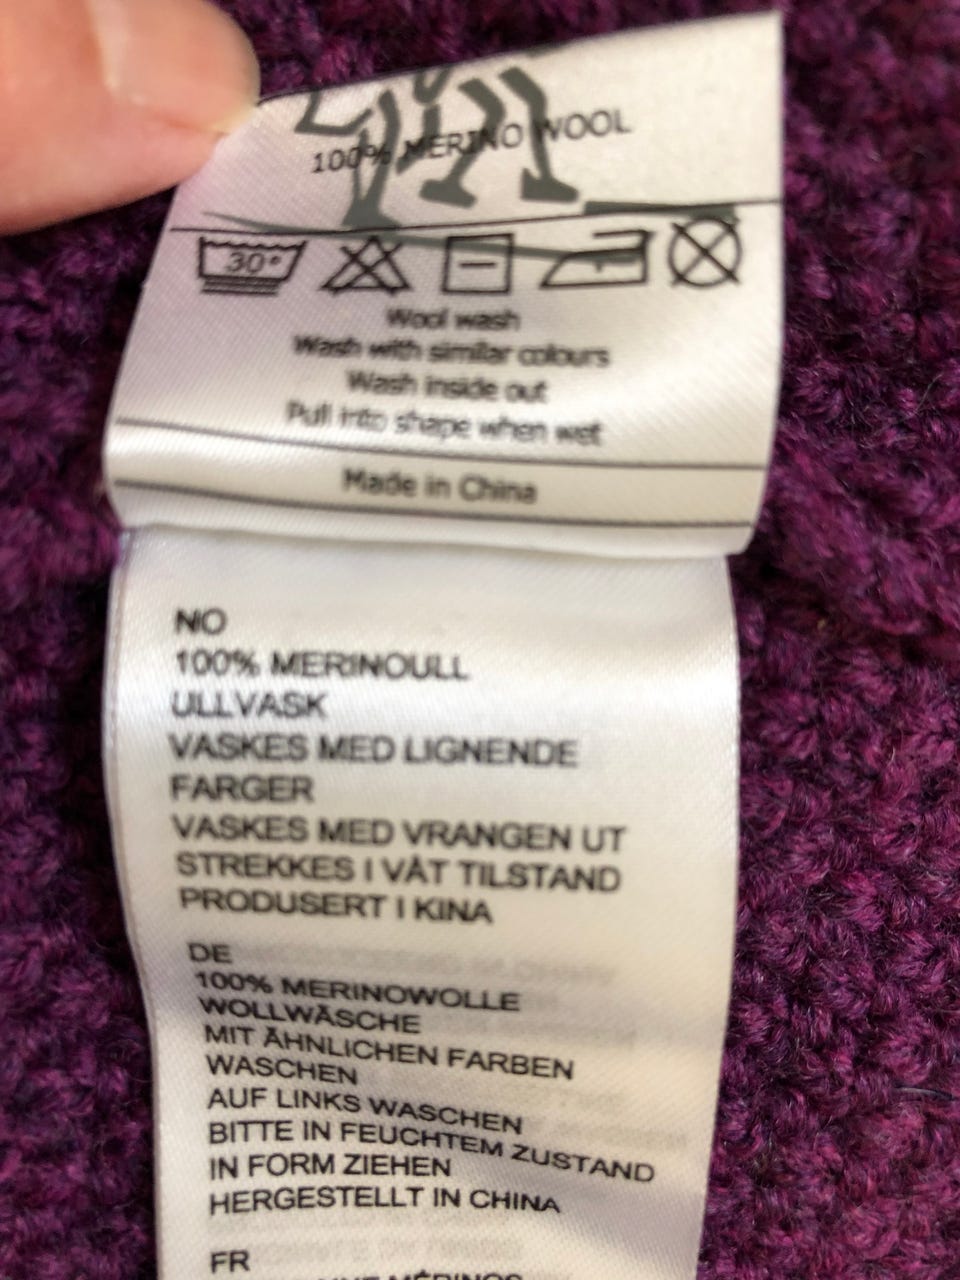 100% MERINO WOOL
30°
Wool wash
Wash with similar colours
Wash inside out
Pull into shape when wet
Made in China
NO
100% MERINOULL
ULLVASK
VASKES MED LIGNENDE
FARGER
VASKES MED VRANGEN UT
STREKKES I VÅT TILSTAND
PRODUSERT I KINA
DE
100% MERINOWOLLE
WOLLWÄSCHE
MIT ÄHNLICHEN FARBEN
WASCHEN
AUF LINKS WASCHEN
BITTE IN FEUCHTEM ZUSTAND
IN FORM ZIEHEN
HERGESTELLT IN CHINA
FR
MÉRINOS